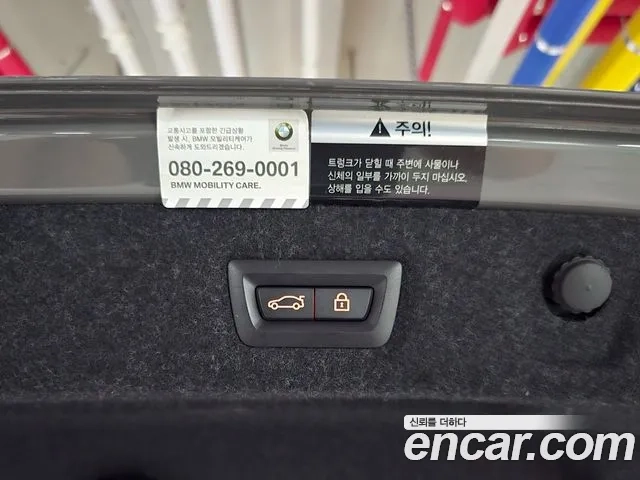 교통사고를 포함한 긴급상황
발생 시, BMW 모빌리티케어가
신속하게 도와드리겠습니다.
080-269-0001
BMW MOBILITY CARE.
주의!
트렁크가 닫힐 때 주변에 사물이나
신체의 일부를 가까이 두지 마십시오.
상해를 입을 수도 있습니다.
신뢰를 더하다
encar.com